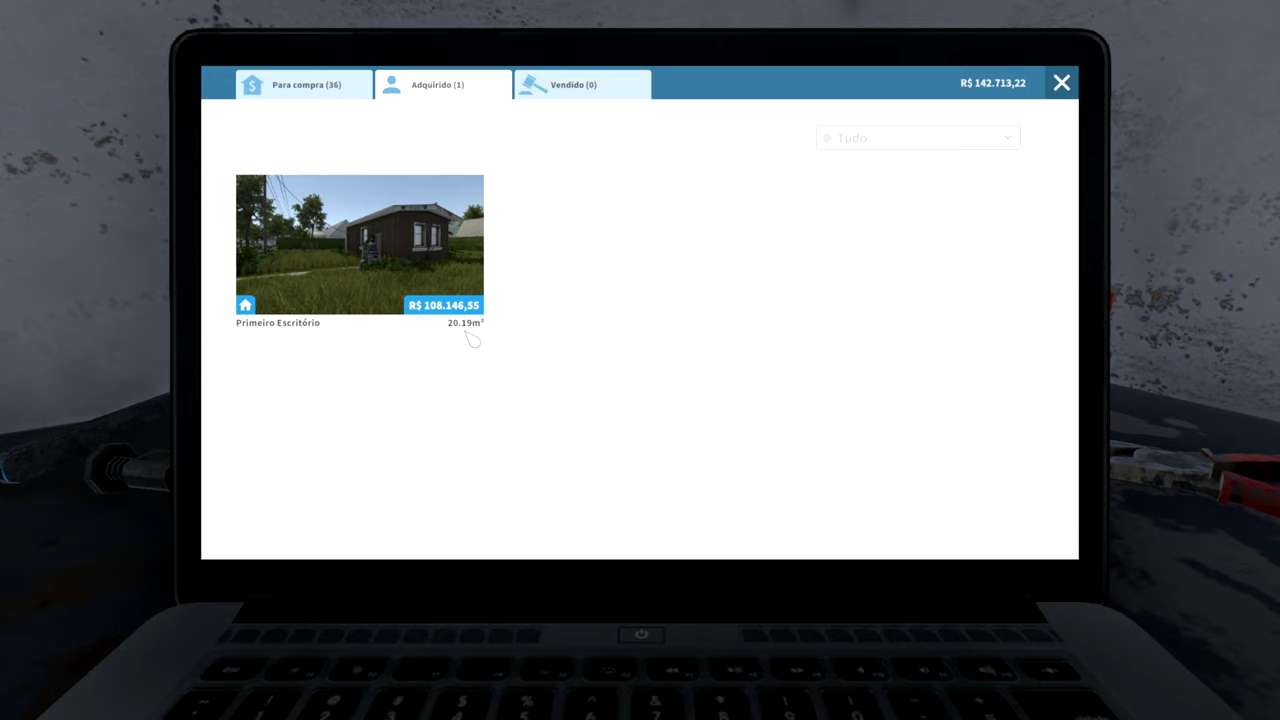 Para compra (36)
Adquirido (1)
Vendido (0)
R$ 142.713,22
Tudo
R$ 108.146,55
Primeiro Escritório
20.19m²